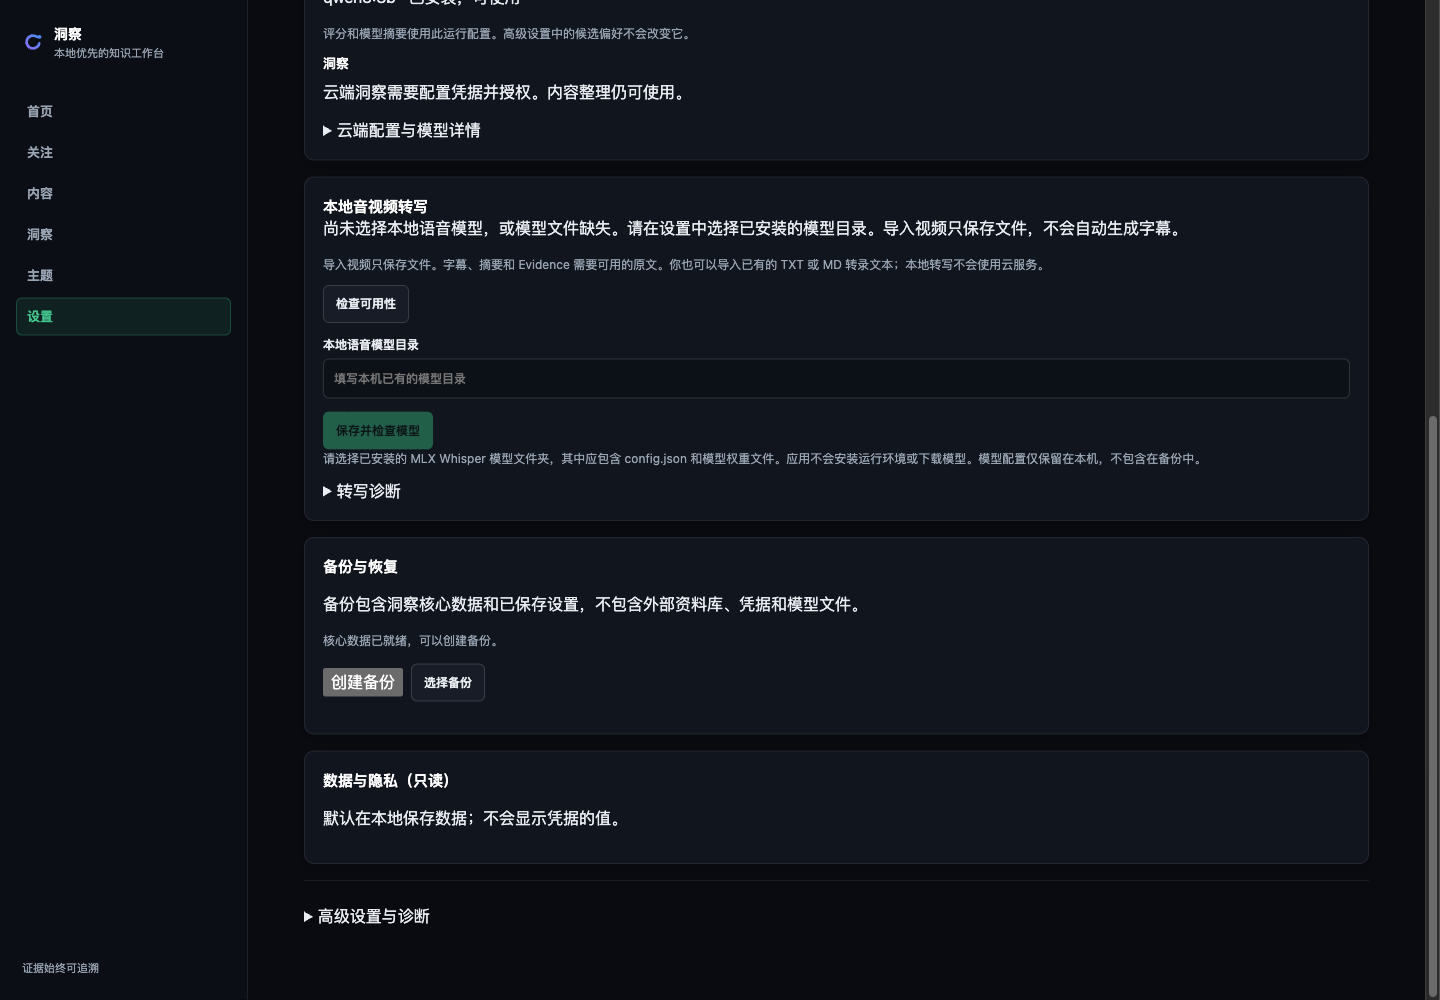 洞察
本地优先的知识工作台
首页
关注
内容
洞察
主题
设置
证据始终可追溯
评分和模型摘要使用此运行配置。高级设置中的候选偏好不会改变它。
洞察
云端洞察需要配置凭据并授权。内容整理仍可使用。
▶ 云端配置与模型详情
本地音视频转写
尚未选择本地语音模型，或模型文件缺失。请在设置中选择已安装的模型目录。导入视频只保存文件，不会自动生成字幕。
导入视频只保存文件。字幕、摘要和 Evidence 需要可用的原文。你也可以导入已有的 TXT 或 MD 转录文本；本地转写不会使用云服务。
检查可用性
本地语音模型目录
填写本机已有的模型目录
保存并检查模型
请选择已安装的 MLX Whisper 模型文件夹，其中应包含 config.json 和模型权重文件。应用不会安装运行环境或下载模型。模型配置仅保留在本机，不包含在备份中。
▶ 转写诊断
备份与恢复
备份包含洞察核心数据和已保存设置，不包含外部资料库、凭据和模型文件。
核心数据已就绪，可以创建备份。
创建备份 选择备份
数据与隐私（只读）
默认在本地保存数据；不会显示凭据的值。
▶ 高级设置与诊断